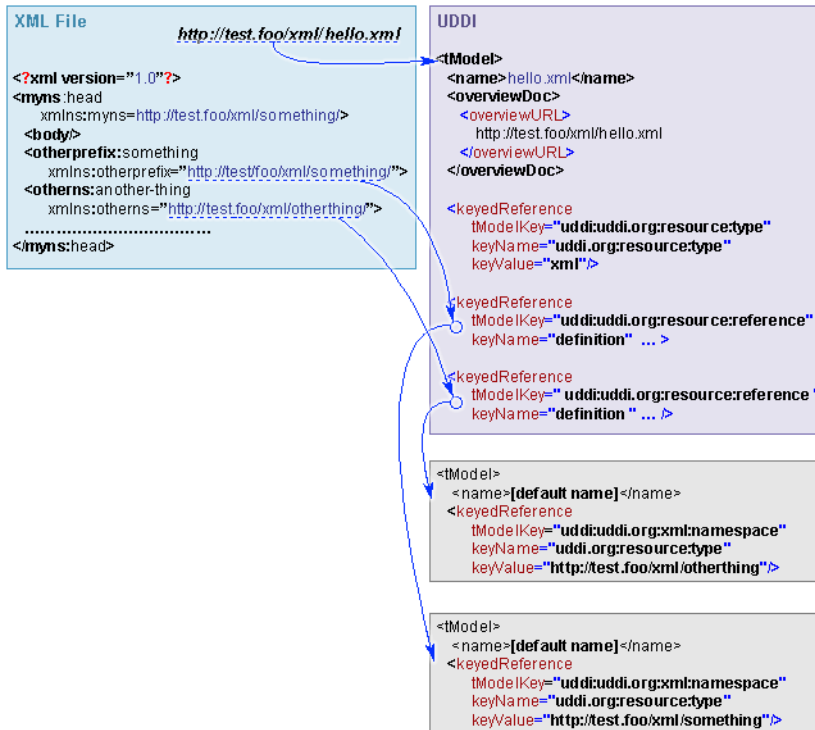 XML File
http://test.foo/xml/hello.xml
<?xml version="1.0"?>
<myns:head
xmlns:myns=http://test.foo/xml/something/>
<body/>
<otherprefix:something
xmlns:otherprefix="http://test/foo/xml/something/">
<otherns:another-thing
xmlns:otherns="http://test.foo/xml/otherthing/">
.......................................
</myns:head>
UDDI
<tModel>
<name>hello.xml</name>
<overviewDoc>
<overviewURL>
http://test.foo/xml/hello.xml
</overviewURL>
</overviewDoc>
<keyedReference
tModelKey="uddi:uddi.org:resource:type"
keyName="uddi.org:resource:type"
keyValue="xml"/>
<keyedReference
tModelKey="uddi:uddi.org:resource:reference"
keyName="definition" ... >
<keyedReference
tModelKey=" uddi:uddi.org:resource:reference "
keyName="definition " ... />
<tModel>
<name>[default name]</name>
<keyedReference
tModelKey="uddi:uddi.org:xml:namespace"
keyName="uddi.org:resource:type"
keyValue="http://test.foo/xml/otherthing"/>
<tModel>
<name>[default name]</name>
<keyedReference
tModelKey="uddi:uddi.org:xml:namespace"
keyName="uddi.org:resource:type"
keyValue="http://test.foo/xml/something"/>